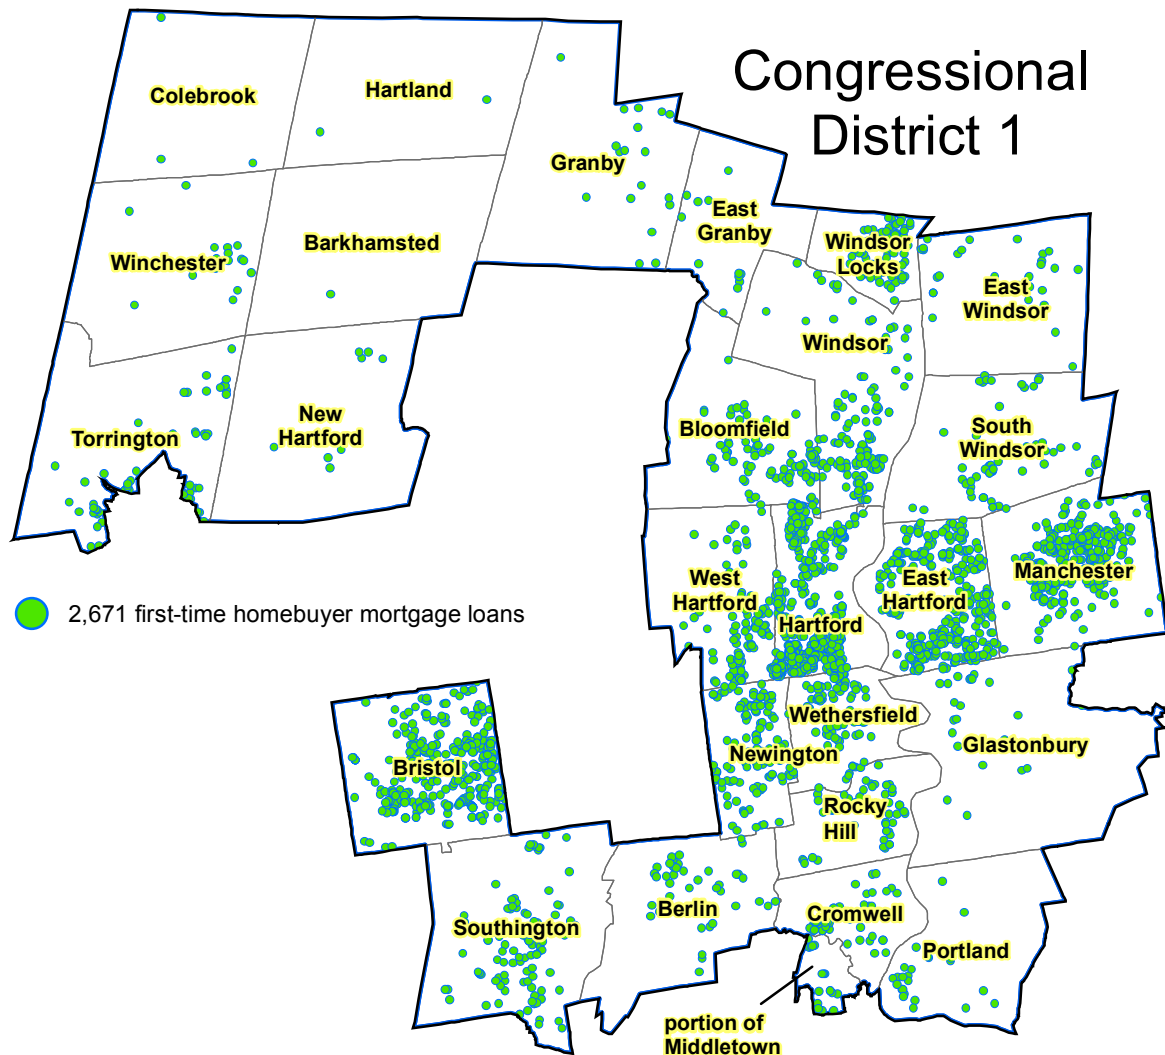 Congressional
District 1
Colebrook
Hartland
Granby
East
Granby
Windsor
Locks
Winchester
Barkhamsted
East
Windsor
Windsor
Torrington
New
Hartford
Bloomfield
South
Windsor
West
Hartford
Hartford
East
Hartford
Manchester
2,671 first-time homebuyer mortgage loans
Wethersfield
Newington
Glastonbury
Bristol
Rocky
Hill
Southington
Berlin
Cromwell
Portland
portion of
Middletown